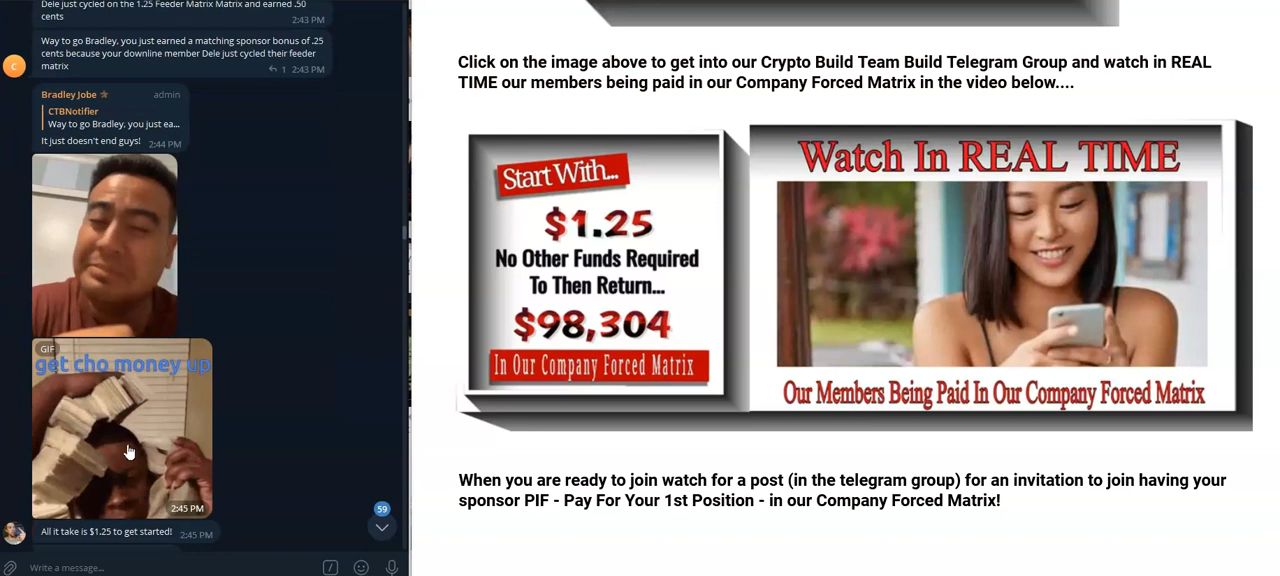 Dele just cycled on the 1.25 Feeder Matrix Matrix and earned .50
cents
2:43 PM
Way to go Bradley, you just earned a matching sponsor bonus of .25
cents because your downline member Dele just cycled their feeder
matrix
1 2:43 PM
C
Bradley Jobe admin
CTBNotifier
Way to go Bradley, you just ea...
It just doesn't end guys! 2:44 PM
GIF
get cho money up
2:45 PM
All it take is $1.25 to get started! 2:45 PM
59
Write a message...
Click on the image above to get into our Crypto Build Team Build Telegram Group and watch in REAL
TIME our members being paid in our Company Forced Matrix in the video below....
Start With...
$1.25
No Other Funds Required
To Then Return...
$98,304
In Our Company Forced Matrix
Watch In REAL TIME
Our Members Being Paid In Our Company Forced Matrix
When you are ready to join watch for a post (in the telegram group) for an invitation to join having your
sponsor PIF - Pay For Your 1st Position - in our Company Forced Matrix!